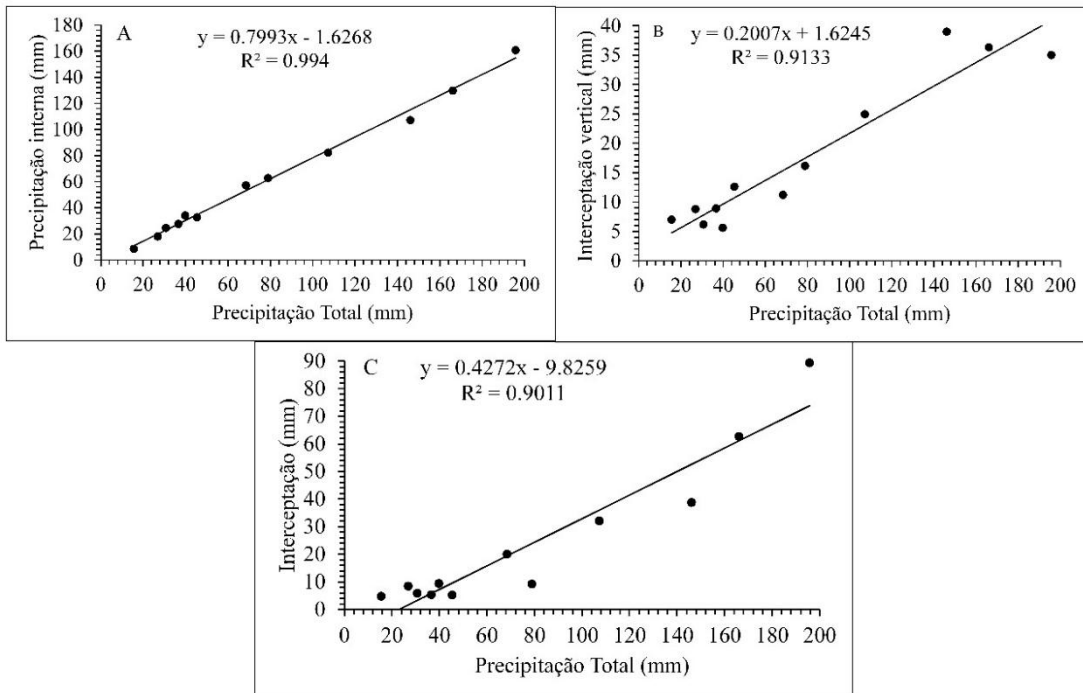 A
y = 0.7993x - 1.6268
R² = 0.994
Precipitação interna (mm)
180
160
140
120
100
80
60
40
20
0
0 20 40 60 80 100 120 140 160 180 200
Precipitação Total (mm)
B
y = 0.2007x + 1.6245
R² = 0.9133
Interceptação vertical (mm)
40
35
30
25
20
15
10
5
0
0 20 40 60 80 100 120 140 160 180 200
Precipitação Total (mm)
C
y = 0.4272x - 9.8259
R² = 0.9011
Interceptação (mm)
90
80
70
60
50
40
30
20
10
0
0 20 40 60 80 100 120 140 160 180 200
Precipitação Total (mm)